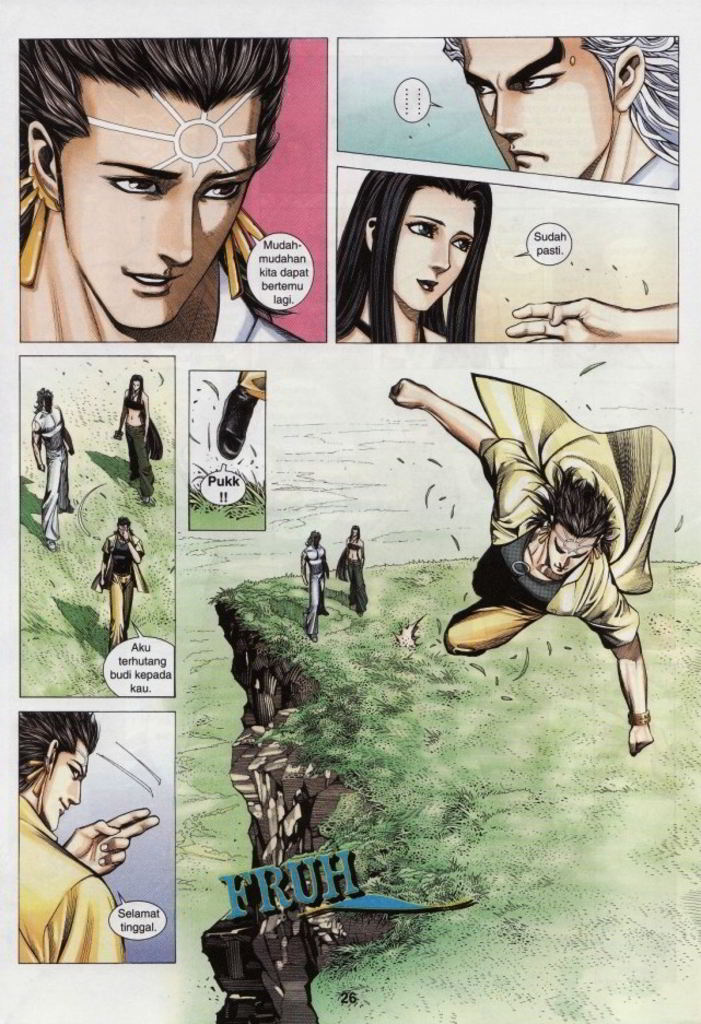 Mudah-
mudahan
kita dapat
bertemu
lagi.
Sudah
pasti.
Aku
terhutang
budi kepada
kau.
Pukk
!!
Selamat
tinggal.
FRUH
26